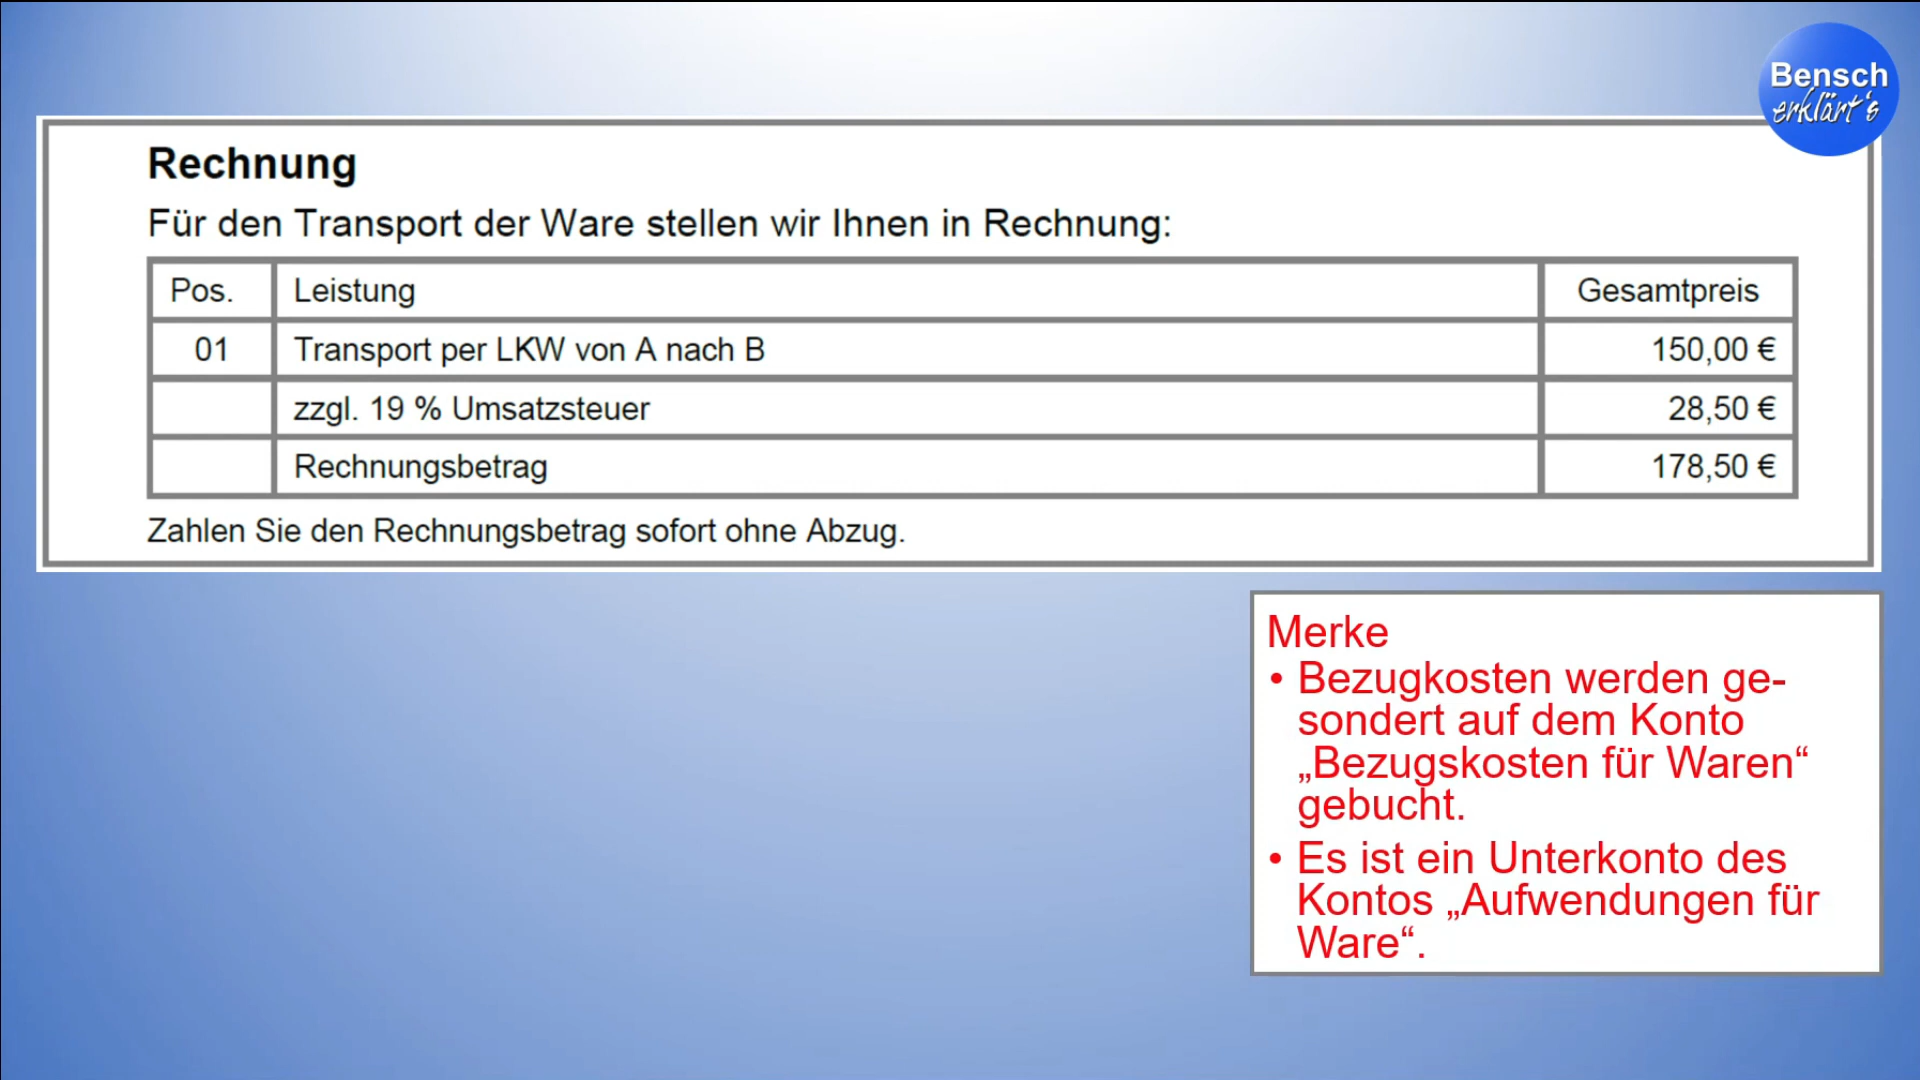 Bensch
erklärt's
Rechnung
Für den Transport der Ware stellen wir Ihnen in Rechnung:
Pos. Leistung Gesamtpreis
01 Transport per LKW von A nach B 150,00 €
zzgl. 19 % Umsatzsteuer 28,50 €
Rechnungsbetrag 178,50 €
Zahlen Sie den Rechnungsbetrag sofort ohne Abzug.
Merke
• Bezugkosten werden ge-
sondert auf dem Konto
„Bezugskosten für Waren“
gebucht.
• Es ist ein Unterkonto des
Kontos „Aufwendungen für
Ware“.